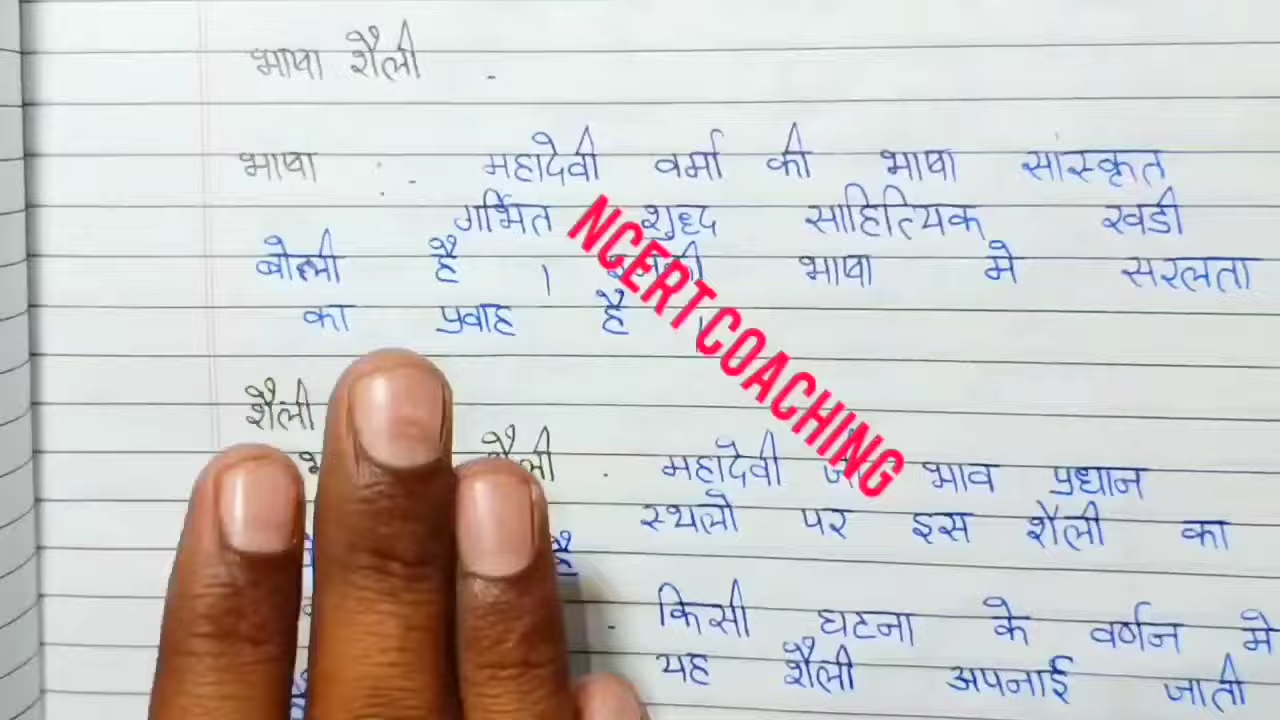 भाषा शैली .
भाषा : . महादेवी वर्मा की भाषा सांस्कृत
गर्भित शुध्द साहित्यिक खडी
बोली है । भाषा मे सरलता
का प्रवाह है ।
NCERT COACHING
शैली
शैली . महादेवी भाव प्रधान
स्थलो पर इस शैली का
है
. किसी घटना के वर्णन मे
यह शैली अपनाई जाती